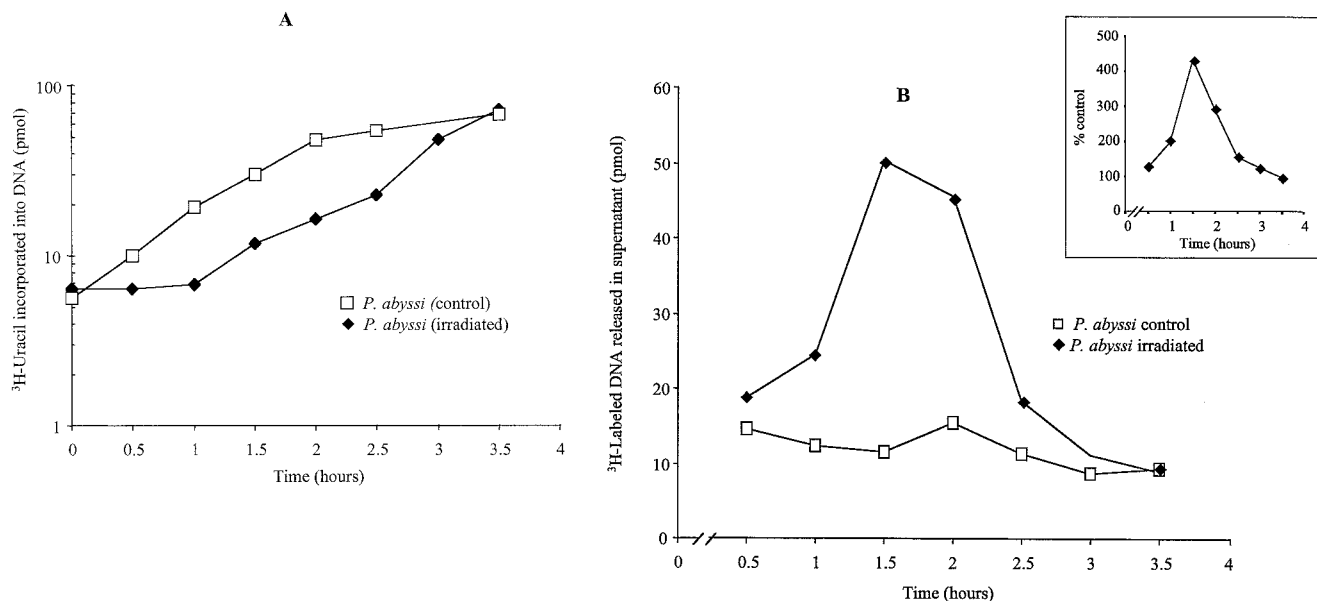 A
³H-Uracil incorporated into DNA (pmol)
100
10
1
0 0.5 1 1.5 2 2.5 3 3.5 4
Time (hours)
P. abyssi (control)
P. abyssi (irradiated)
B
³H-Labeled DNA released in supernatant (pmol)
60
50
40
30
20
10
0
0 0.5 1 1.5 2 2.5 3 3.5 4
Time (hours)
P. abyssi control
P. abyssi irradiated
% control
500
400
300
200
100
0
0 1 2 3 4
Time (hours)